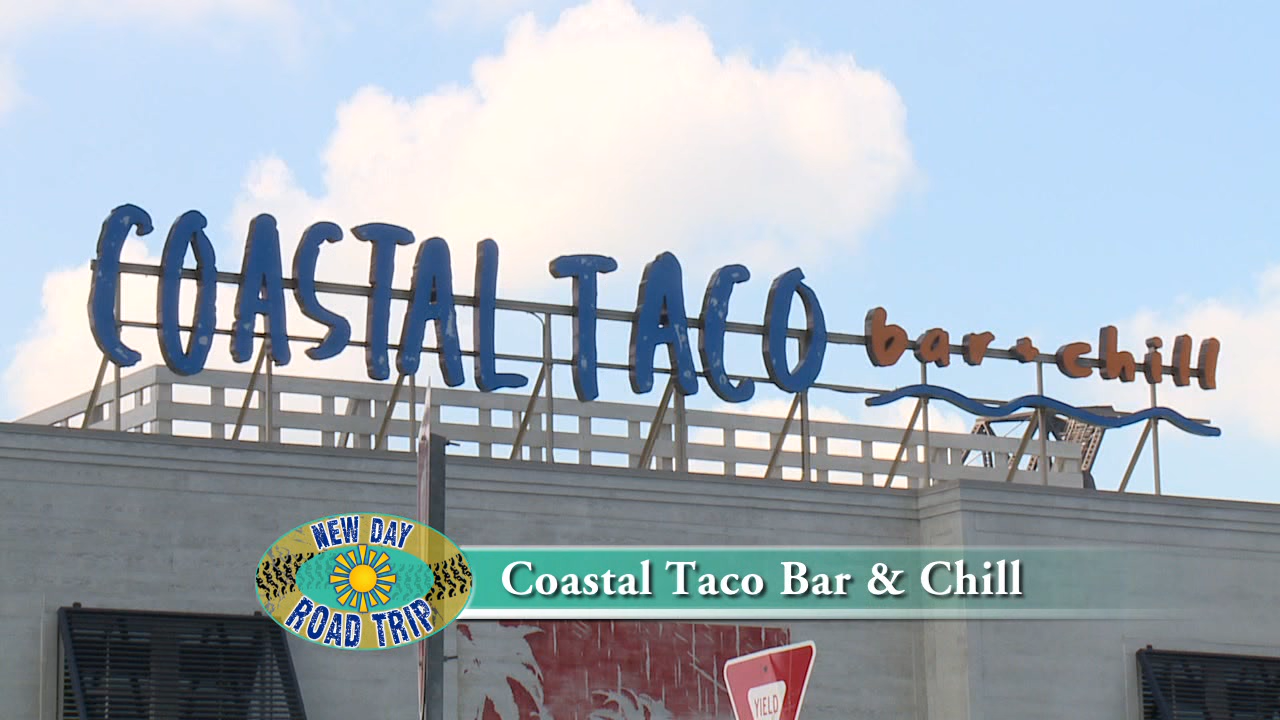 COASTAL TACO bar + chill
NEW DAY
ROAD TRIP
Coastal Taco Bar & Chill
YIELD